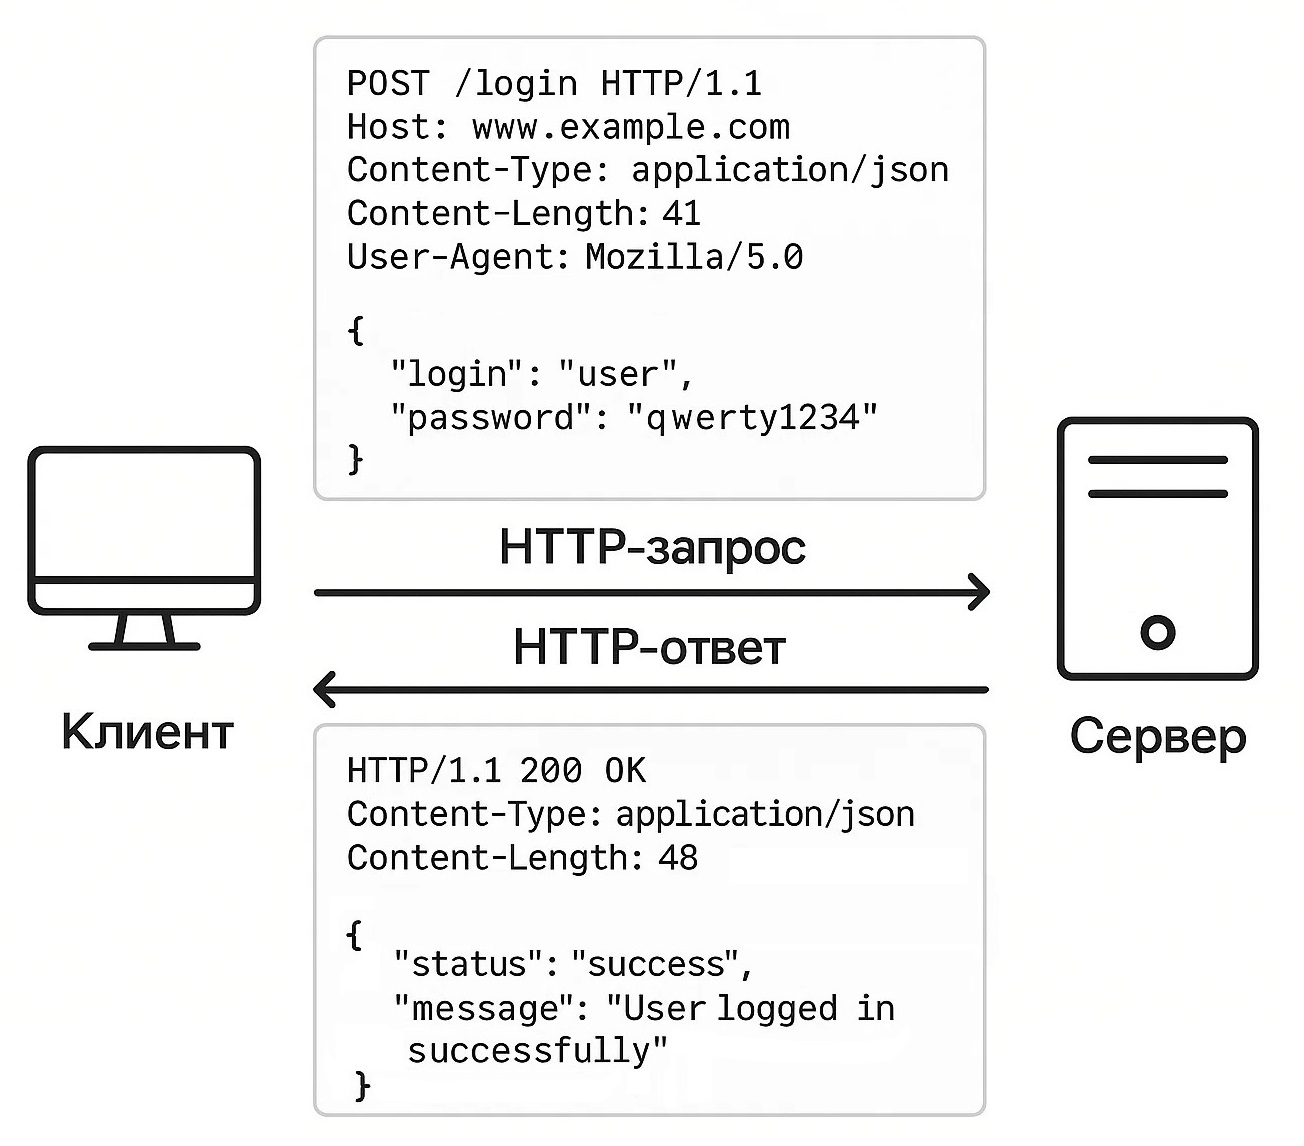 POST /login HTTP/1.1
Host: www.example.com
Content-Type: application/json
Content-Length: 41
User-Agent: Mozilla/5.0
{
"login": "user",
"password": "qwerty1234"
}
HTTP-запрос
HTTP-ответ
Клиент
Сервер
HTTP/1.1 200 OK
Content-Type: application/json
Content-Length: 48
{
"status": "success",
"message": "User logged in
successfully"
}